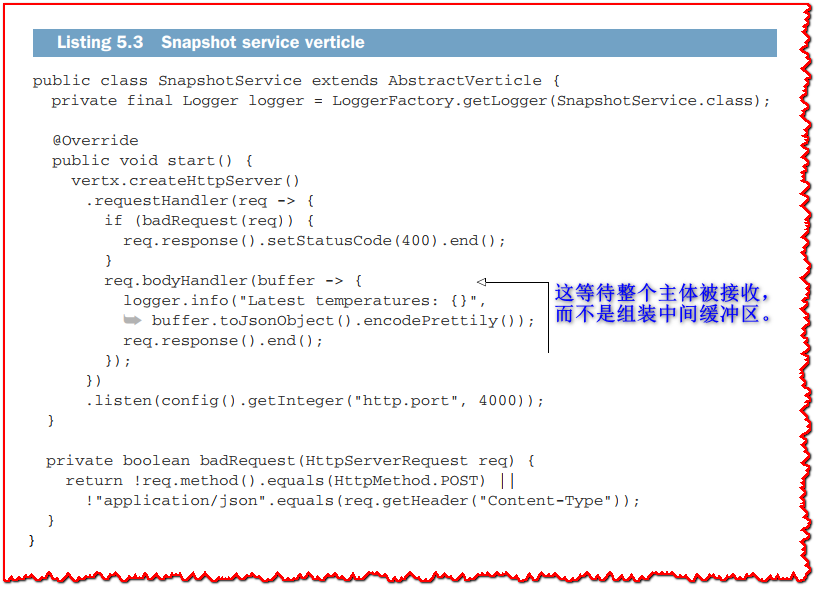 Listing 5.3 Snapshot service verticle
public class SnapshotService extends AbstractVerticle {
private final Logger logger = LoggerFactory.getLogger(SnapshotService.class);
@Override
public void start() {
vertx.createHttpServer()
.requestHandler(req -> {
if (badRequest(req)) {
req.response().setStatusCode(400).end();
}
req.bodyHandler(buffer -> {
logger.info("Latest temperatures: {}",
buffer.toJsonObject().encodePrettily());
req.response().end();
});
})
.listen(config().getInteger("http.port", 4000));
}
private boolean badRequest(HttpServerRequest req) {
return !req.method().equals(HttpMethod.POST) ||
!"application/json".equals(req.getHeader("Content-Type"));
}
}
这等待整个主体被接收，
而不是组装中间缓冲区。